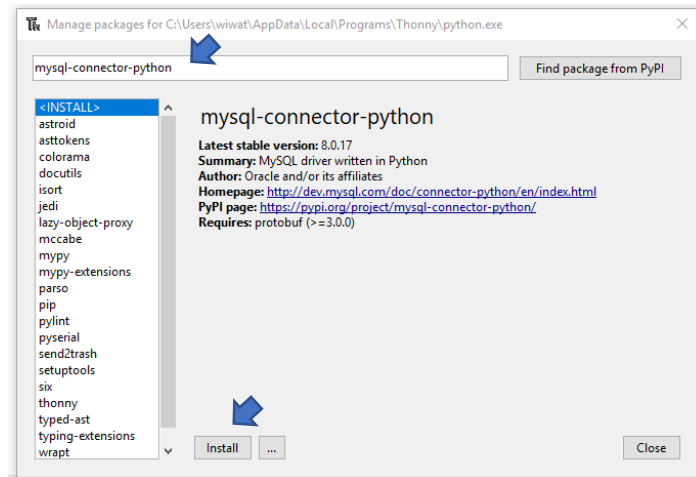 Manage packages for C:\Users\wiwat\AppData\Local\Programs\Thonny\python.exe
mysql-connector-python
Find package from PyPI
<INSTALL>
astroid
asttokens
colorama
docutils
isort
jedi
lazy-object-proxy
mccabe
mypy
mypy-extensions
parso
pip
pylint
pyserial
send2trash
setuptools
six
thonny
typed-ast
typing-extensions
wrapt
mysql-connector-python
Latest stable version: 8.0.17
Summary: MySQL driver written in Python
Author: Oracle and/or its affiliates
Homepage: http://dev.mysql.com/doc/connector-python/en/index.html
PyPI page: https://pypi.org/project/mysql-connector-python/
Requires: protobuf (>=3.0.0)
Install
...
Close